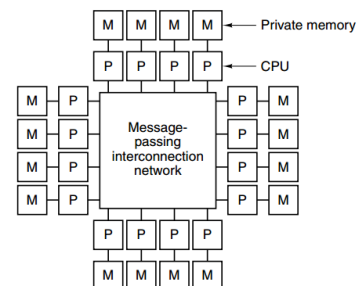 M M M M Private memory
P P P P CPU
M P P M
M P P M
M P P M
M P P M
Message-
passing
interconnection
network
P P P P
M M M M